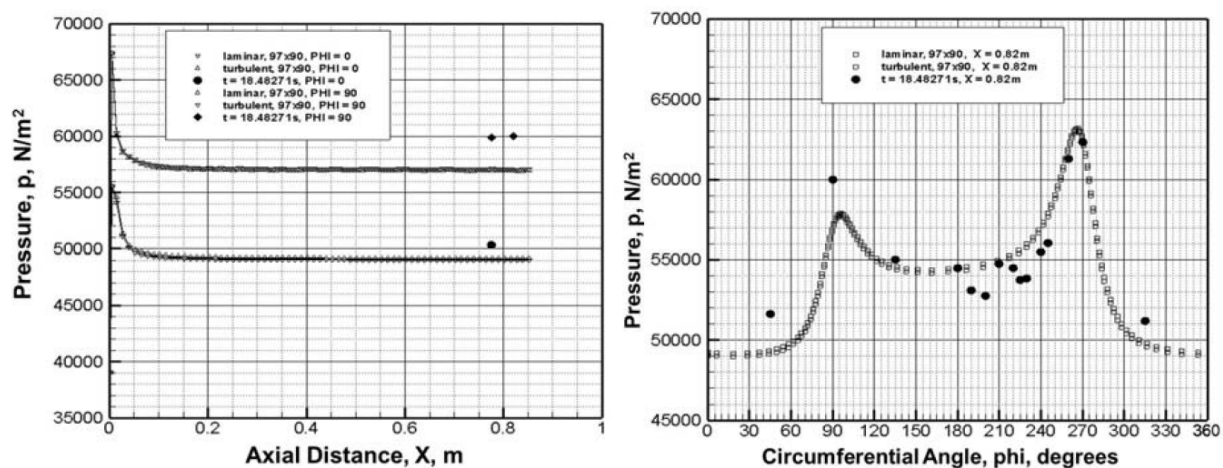 70000
65000
60000
55000
50000
45000
40000
35000
Pressure, p, N/m²
laminar, 97x90, PHI = 0
turbulent, 97x90, PHI = 0
t = 18.48271s, PHI = 0
laminar, 97x90, PHI = 90
turbulent, 97x90, PHI = 90
t = 18.48271s, PHI = 90
0 0.2 0.4 0.6 0.8 1
Axial Distance, X, m
70000
65000
60000
55000
50000
45000
Pressure, p, N/m²
laminar, 97x90, X = 0.82m
turbulent, 97x90, X = 0.82m
t = 18.48271s, X = 0.82m
0 30 60 90 120 150 180 210 240 270 300 330 360
Circumferential Angle, phi, degrees